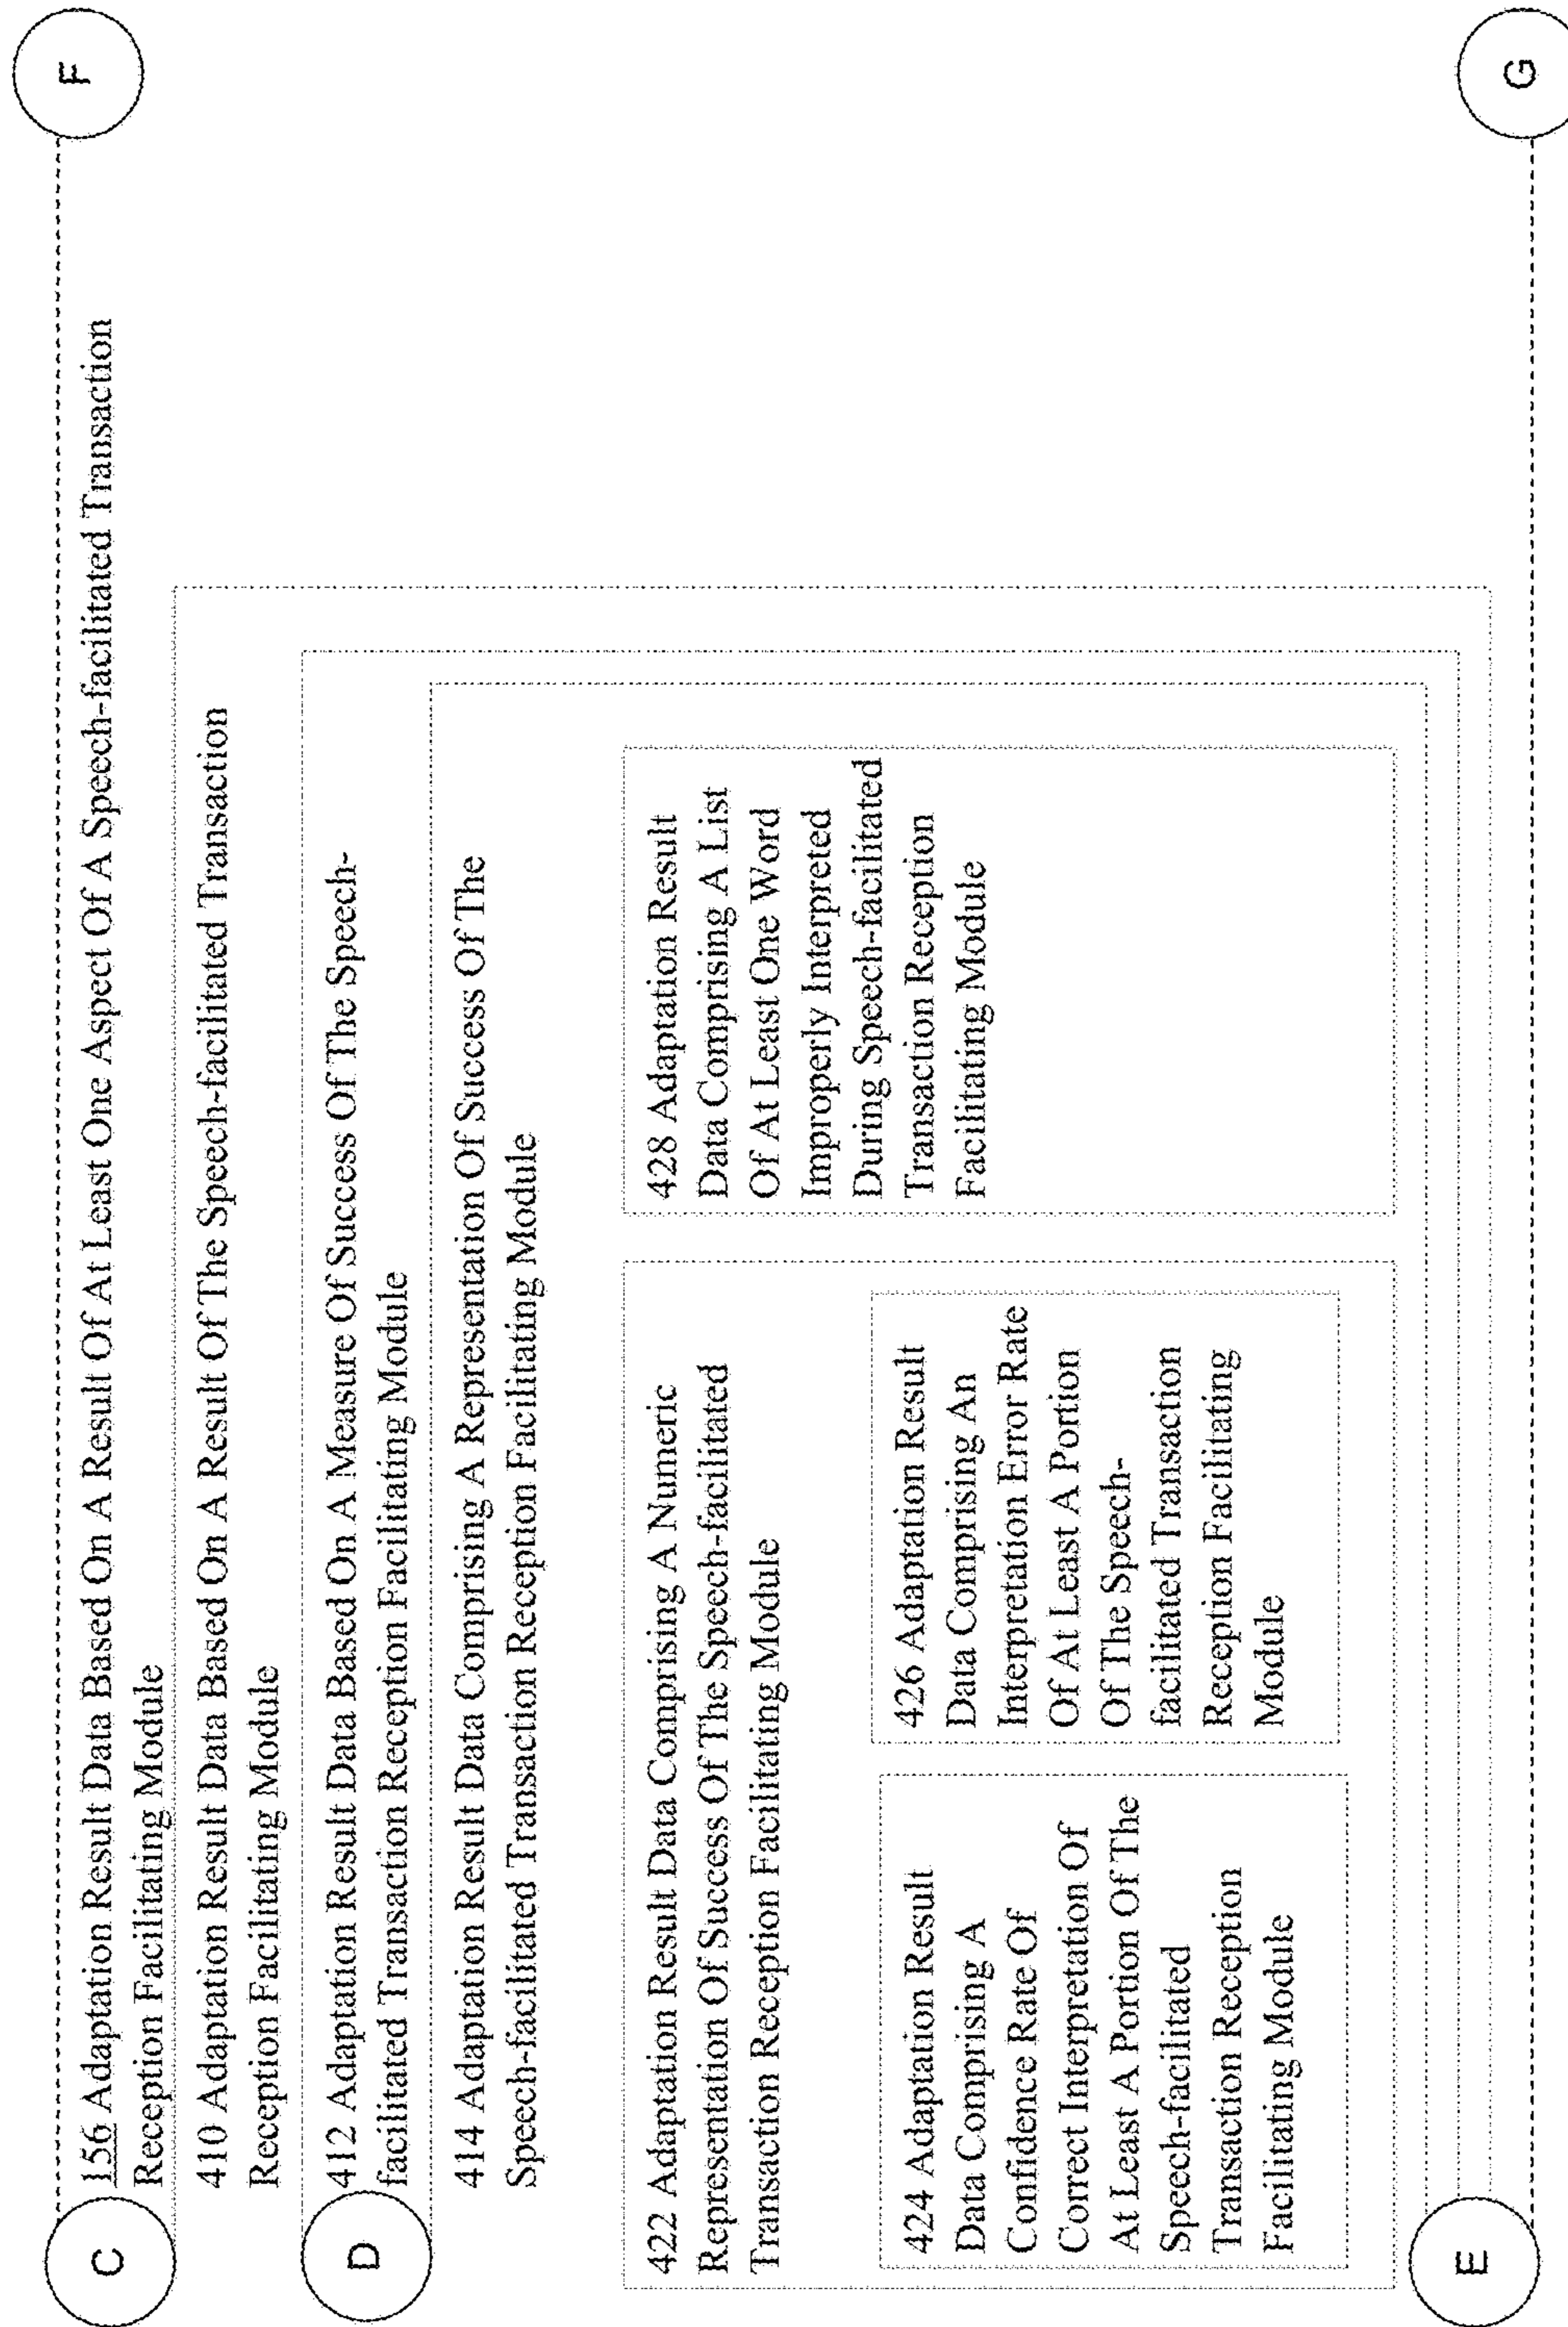 C
F
156 Adaptation Result Data Based On A Result Of At Least One Aspect Of A Speech-facilitated Transaction
Reception Facilitating Module
410 Adaptation Result Data Based On A Result Of The Speech-facilitated Transaction
Reception Facilitating Module
D
412 Adaptation Result Data Based On A Measure Of Success Of The Speech-
facilitated Transaction Reception Facilitating Module
414 Adaptation Result Data Comprising A Representation Of Success Of The
Speech-facilitated Transaction Reception Facilitating Module
422 Adaptation Result Data Comprising A Numeric
Representation Of Success Of The Speech-facilitated
Transaction Reception Facilitating Module
424 Adaptation Result
Data Comprising A
Confidence Rate Of
Correct Interpretation Of
At Least A Portion Of The
Speech-facilitated
Transaction Reception
Facilitating Module
426 Adaptation Result
Data Comprising An
Interpretation Error Rate
Of At Least A Portion
Of The Speech-
facilitated Transaction
Reception Facilitating
Module
428 Adaptation Result
Data Comprising A List
Of At Least One Word
Improperly Interpreted
During Speech-facilitated
Transaction Reception
Facilitating Module
E
G